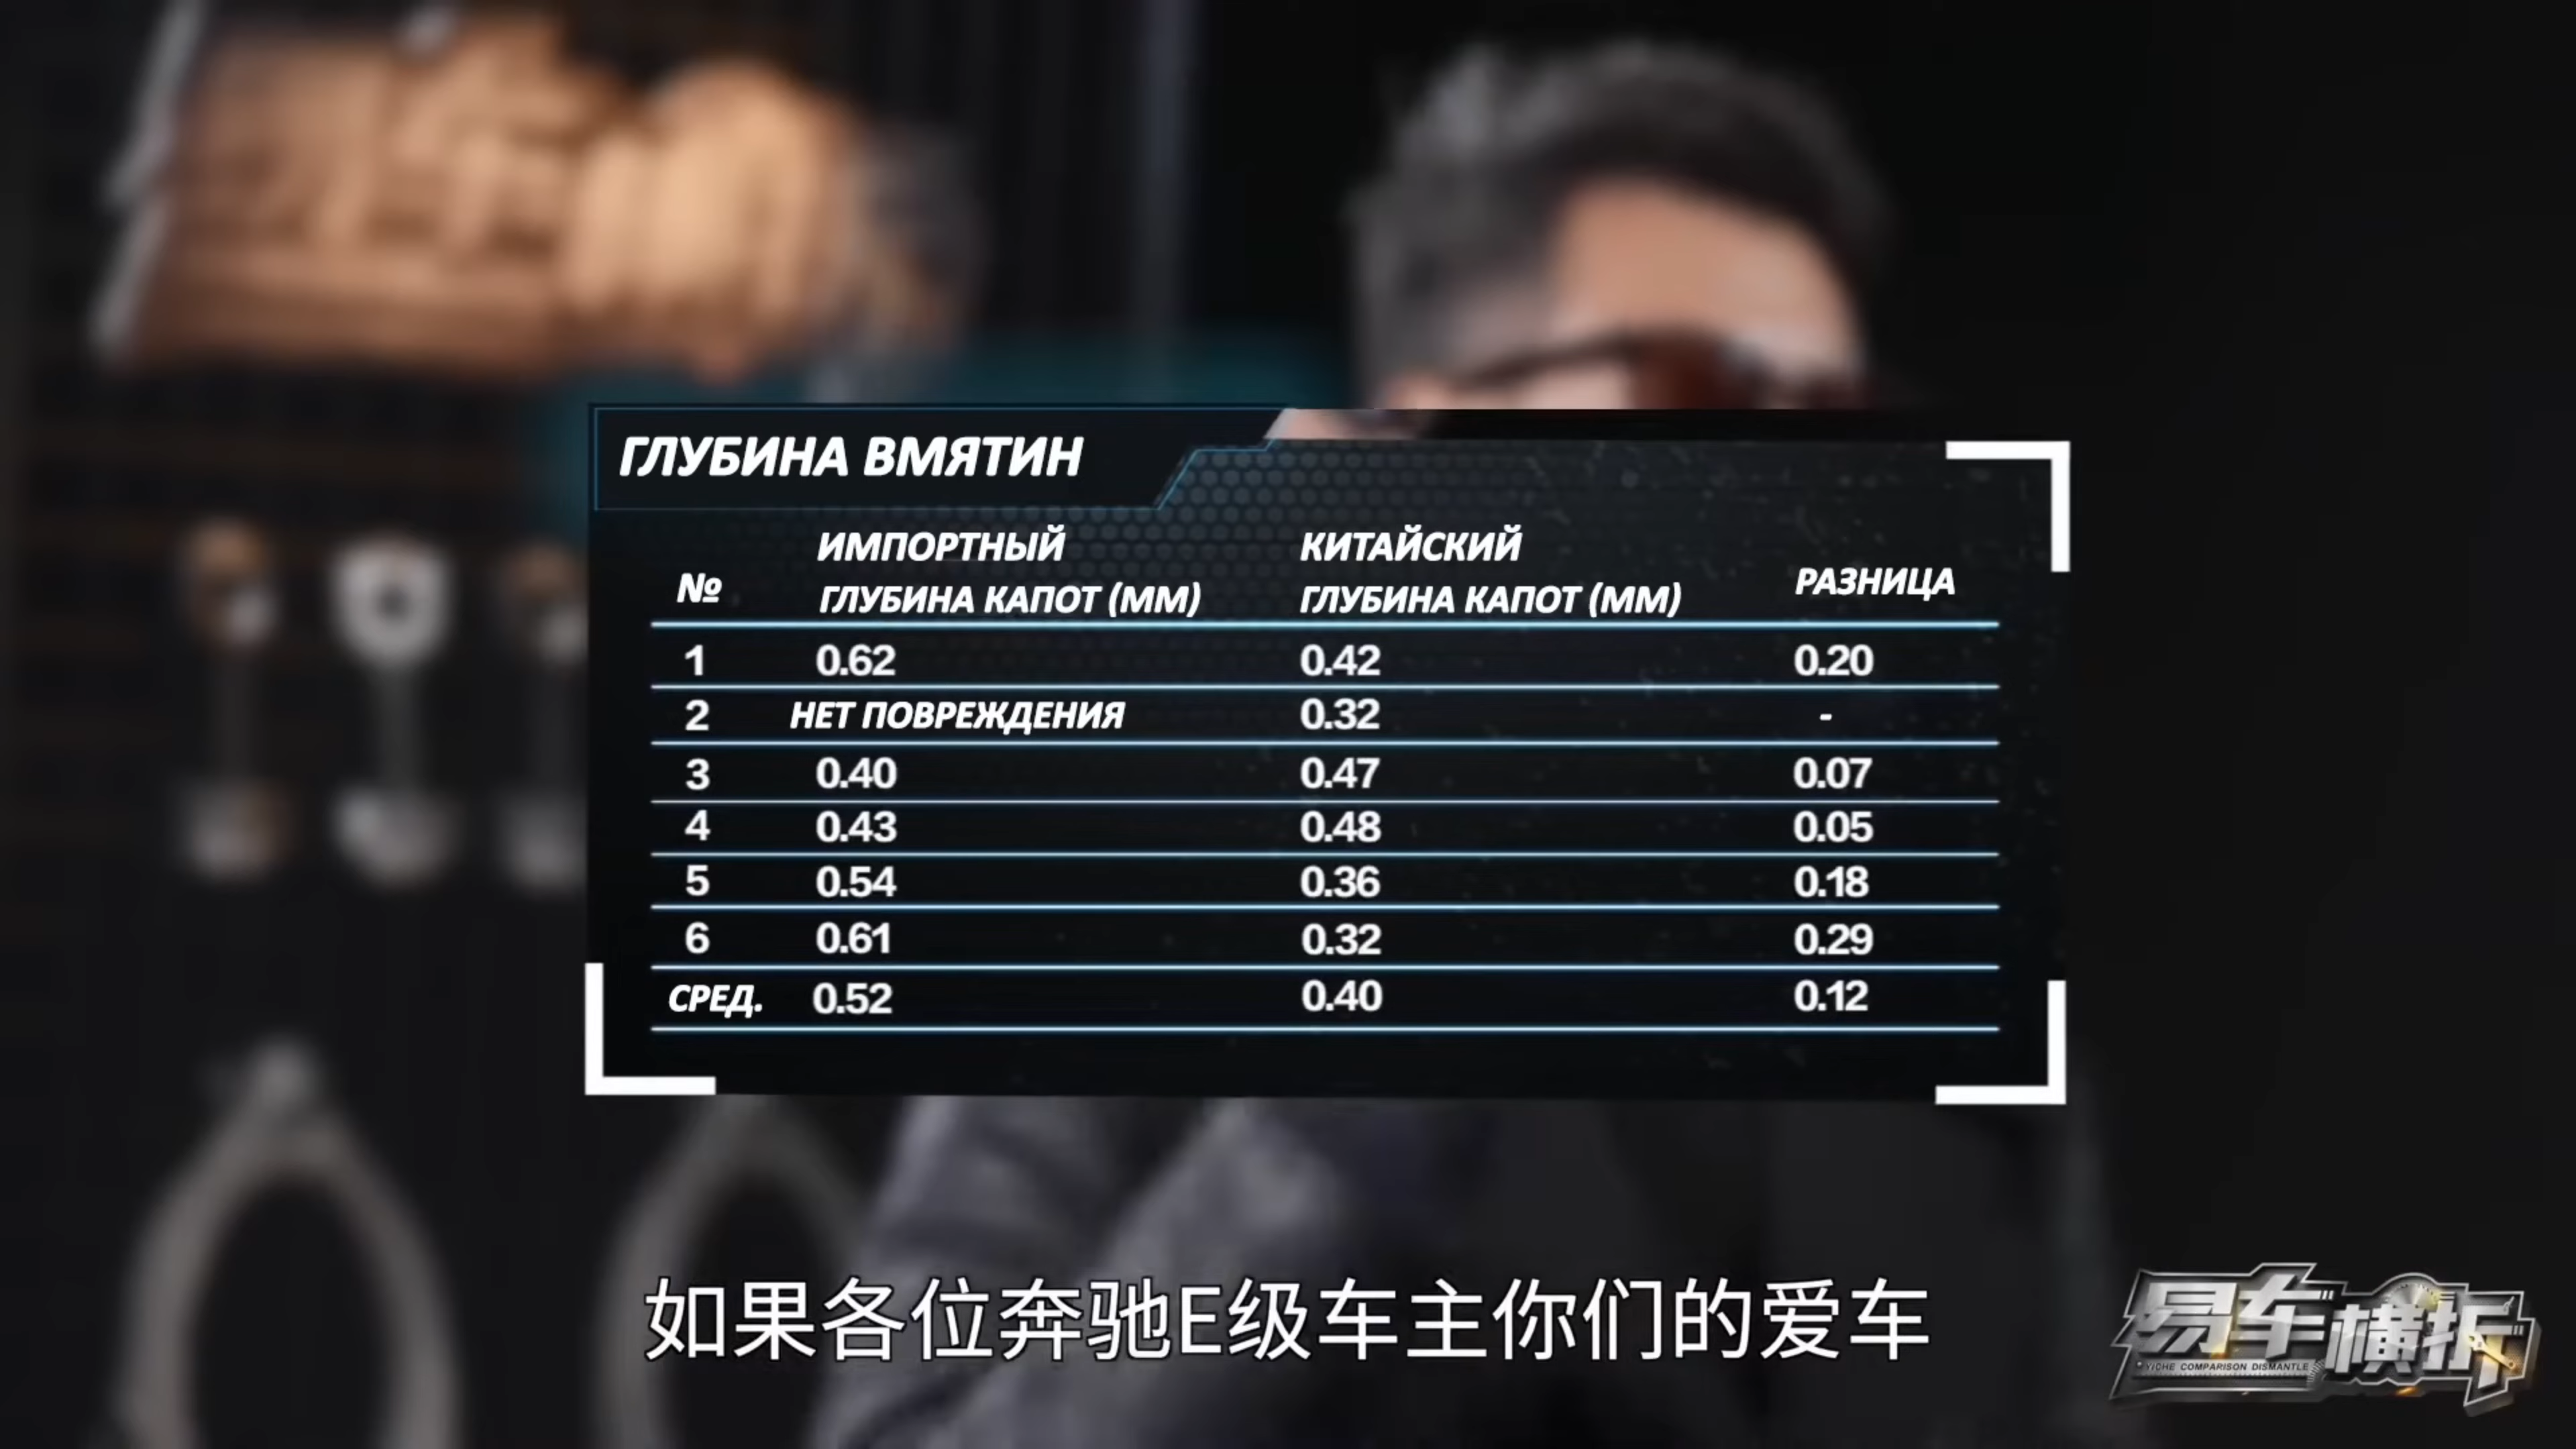 ГЛУБИНА ВМЯТИН
№ ИМПОРТНЫЙ ГЛУБИНА КАПОТ (ММ) КИТАЙСКИЙ ГЛУБИНА КАПОТ (ММ) РАЗНИЦА
1 0.62 0.42 0.20
2 НЕТ ПОВРЕЖДЕНИЯ 0.32 -
3 0.40 0.47 0.07
4 0.43 0.48 0.05
5 0.54 0.36 0.18
6 0.61 0.32 0.29
СРЕД. 0.52 0.40 0.12
如果各位奔驰E级车主你们的爱车
易车横拆
YICHE COMPARISON DISMANTLE